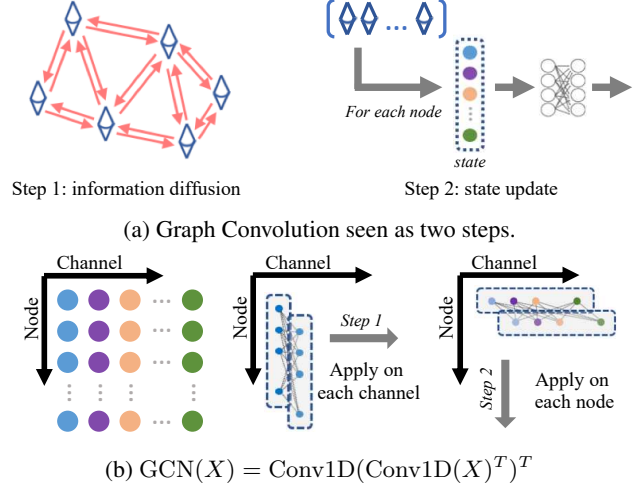 { ... }
For each node
state
Step 1: information diffusion
Step 2: state update
(a) Graph Convolution seen as two steps.
Channel
Node
...
Channel
Node
Step 1
Apply on
each channel
Channel
Node
Step 2
Apply on
each node
(b) GCN(X) = Conv1D(Conv1D(X)^T)^T